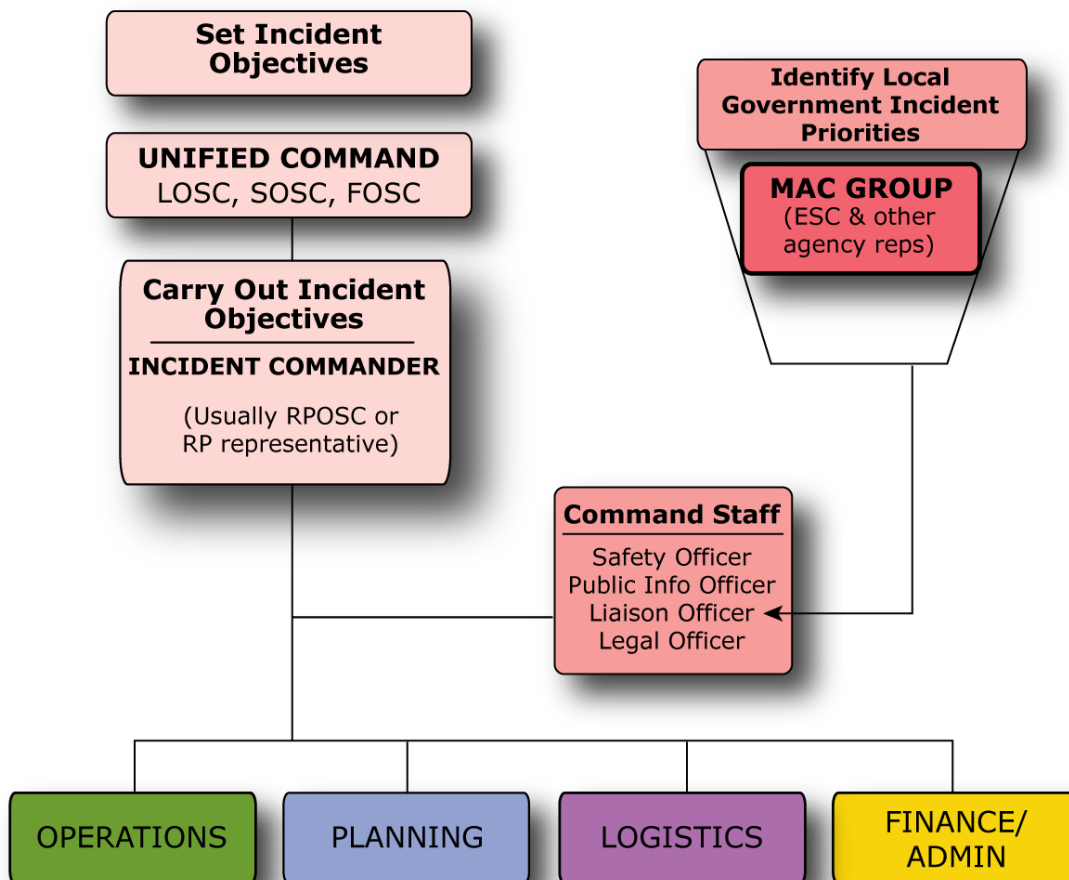 Set Incident
Objectives
UNIFIED COMMAND
LOSC, SOSC, FOSC
Carry Out Incident
Objectives
INCIDENT COMMANDER
(Usually RPOSC or
RP representative)
Identify Local
Government Incident
Priorities
MAC GROUP
(ESC & other
agency reps)
Command Staff
Safety Officer
Public Info Officer
Liaison Officer
Legal Officer
OPERATIONS
PLANNING
LOGISTICS
FINANCE/
ADMIN